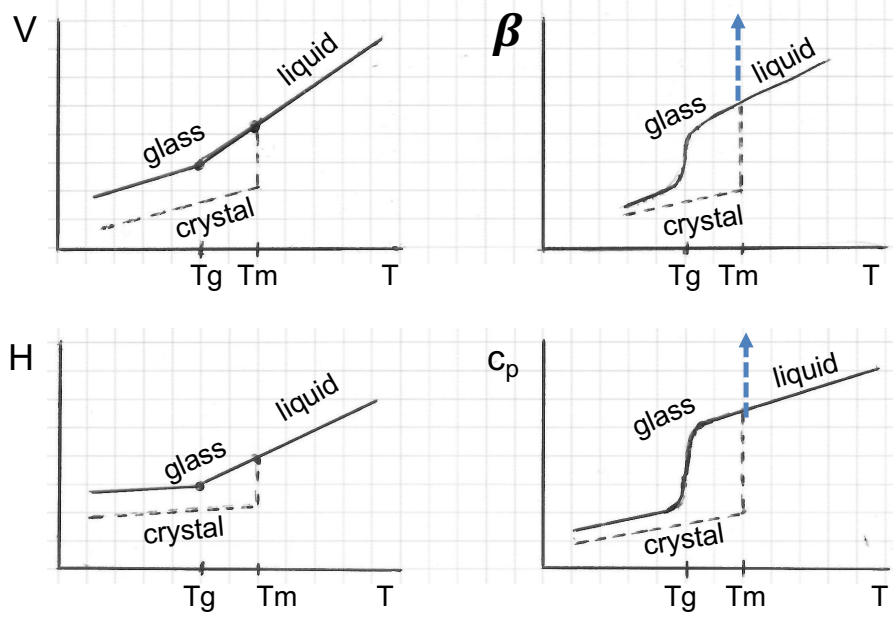 V
liquid
glass
crystal
Tg Tm T
β
liquid
glass
crystal
Tg Tm T
H
liquid
glass
crystal
Tg Tm T
cp
liquid
glass
crystal
Tg Tm T